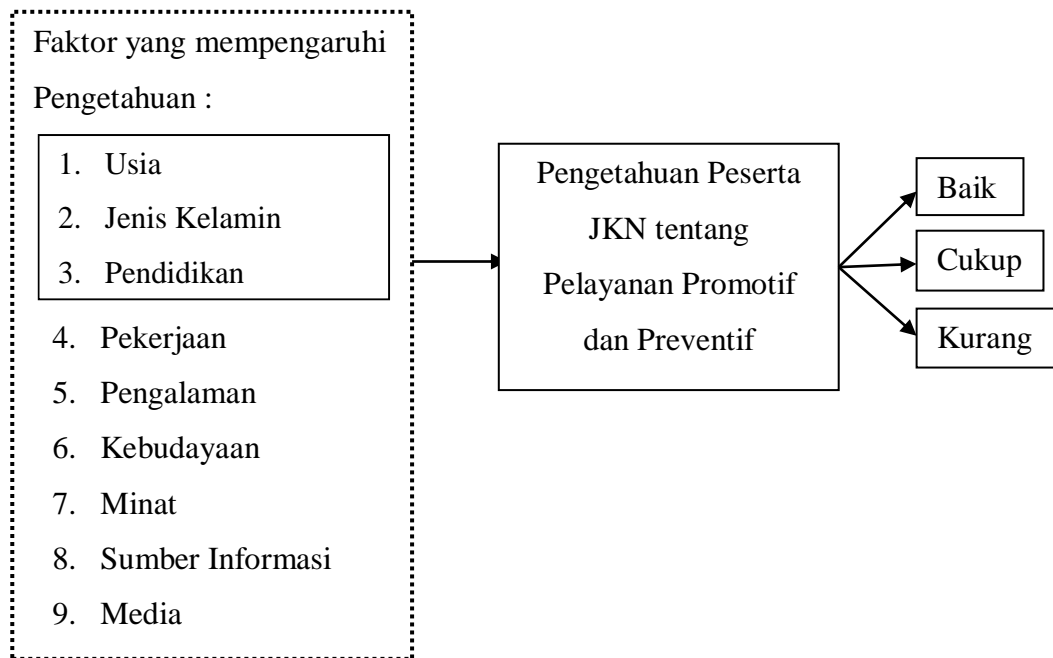 Faktor yang mempengaruhi
Pengetahuan :
1. Usia
2. Jenis Kelamin
3. Pendidikan
4. Pekerjaan
5. Pengalaman
6. Kebudayaan
7. Minat
8. Sumber Informasi
9. Media
Pengetahuan Peserta
JKN tentang
Pelayanan Promotif
dan Preventif
Baik
Cukup
Kurang